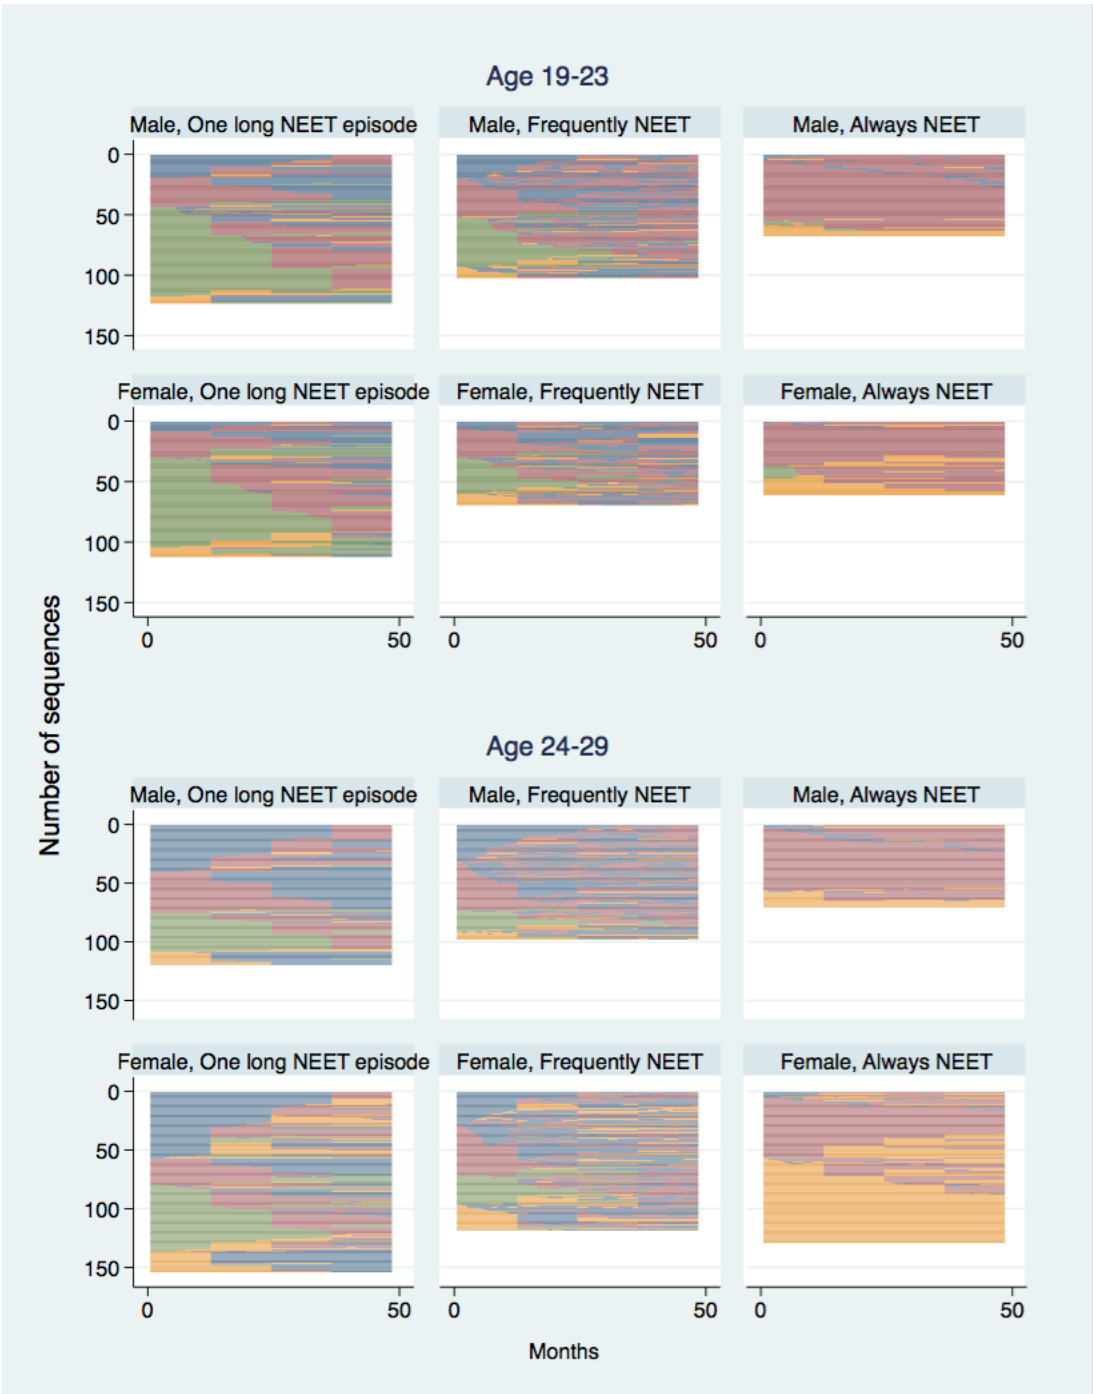 Age 19-23
Male, One long NEET episode
Male, Frequently NEET
Male, Always NEET
0
50
100
150
Female, One long NEET episode
Female, Frequently NEET
Female, Always NEET
0
50
100
150
0 50 0 50 0 50
Number of sequences
Age 24-29
Male, One long NEET episode
Male, Frequently NEET
Male, Always NEET
0
50
100
150
Female, One long NEET episode
Female, Frequently NEET
Female, Always NEET
0
50
100
150
0 50 0 50 0 50
Months